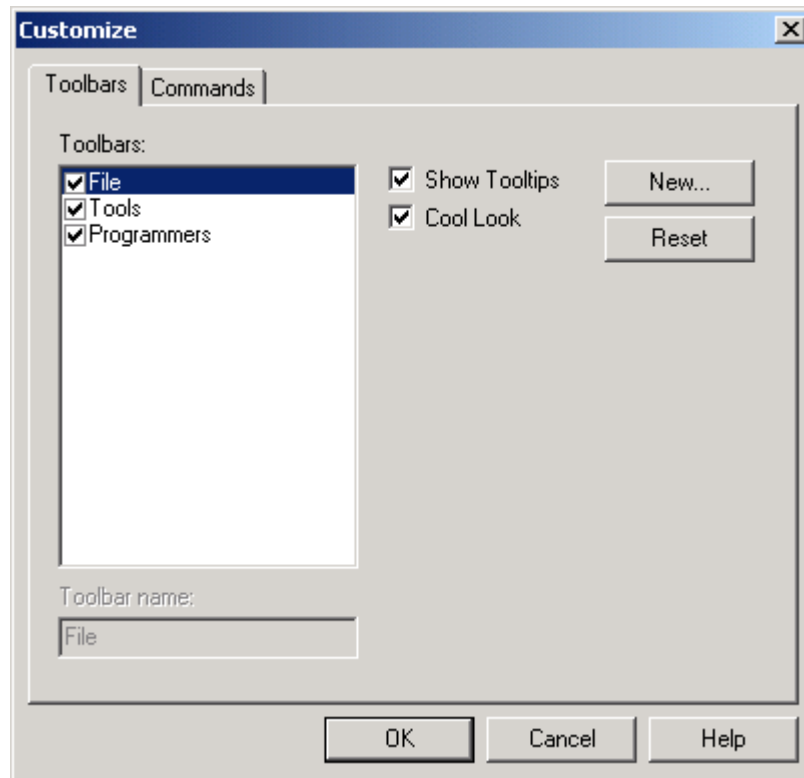 Customize
Toolbars Commands
Toolbars:
File
Tools
Programmers
Show Tooltips
Cool Look
New...
Reset
Toolbar name:
File
OK Cancel Help